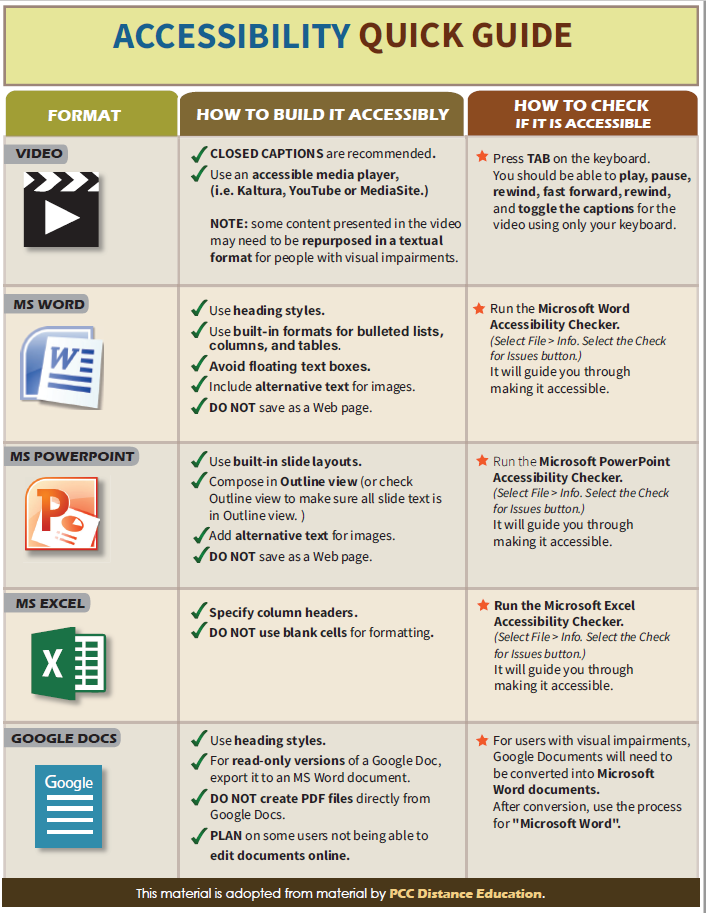 ACCESSIBILITY QUICK GUIDE
FORMAT
HOW TO BUILD IT ACCESSIBLY
HOW TO CHECK
IF IT IS ACCESSIBLE
VIDEO
CLOSED CAPTIONS are recommended.
Use an accessible media player,
(i.e. Kaltura, YouTube or MediaSite.)
NOTE: some content presented in the video
may need to be repurposed in a textual
format for people with visual impairments.
Press TAB on the keyboard.
You should be able to play, pause,
rewind, fast forward, rewind,
and toggle the captions for the
video using only your keyboard.
MS WORD
W
Use heading styles.
Use built-in formats for bulleted lists,
columns, and tables.
Avoid floating text boxes.
Include alternative text for images.
DO NOT save as a Web page.
Run the Microsoft Word
Accessibility Checker.
(Select File > Info. Select the Check
for Issues button.)
It will guide you through
making it accessible.
MS POWERPOINT
P
Use built-in slide layouts.
Compose in Outline view (or check
Outline view to make sure all slide text is
in Outline view. )
Add alternative text for images.
DO NOT save as a Web page.
Run the Microsoft PowerPoint
Accessibility Checker.
(Select File > Info. Select the Check
for Issues button.)
It will guide you through
making it accessible.
MS EXCEL
X
Specify column headers.
DO NOT use blank cells for formatting.
Run the Microsoft Excel
Accessibility Checker.
(Select File > Info. Select the Check
for Issues button.)
It will guide you through
making it accessible.
GOOGLE DOCS
Google
Use heading styles.
For read-only versions of a Google Doc,
export it to an MS Word document.
DO NOT create PDF files directly from
Google Docs.
PLAN on some users not being able to
edit documents online.
For users with visual impairments,
Google Documents will need to
be converted into Microsoft
Word documents.
After conversion, use the process
for "Microsoft Word".
This material is adopted from material by PCC Distance Education.